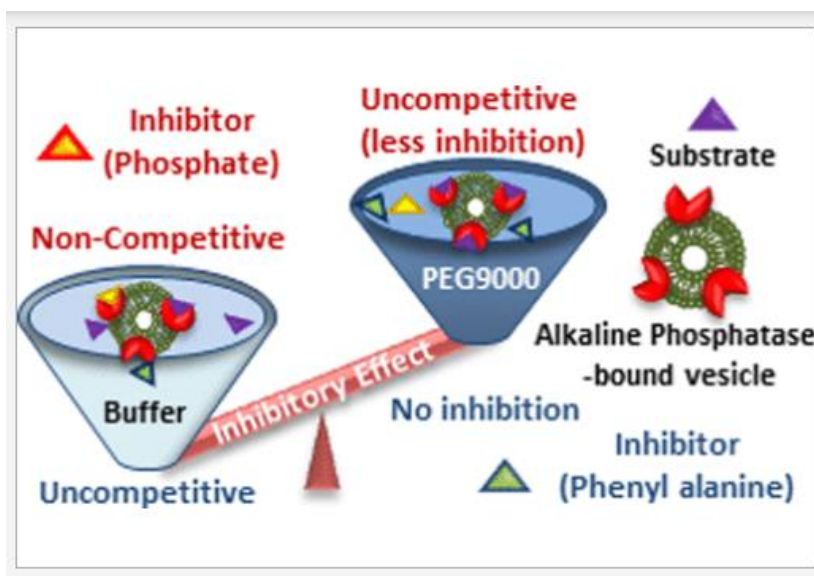 Inhibitor
(Phosphate)
Uncompetitive
(less inhibition)
Substrate
Non-Competitive
PEG9000
Alkaline Phosphatase
-bound vesicle
Buffer
Inhibitory Effect
No inhibition
Uncompetitive
Inhibitor
(Phenyl alanine)